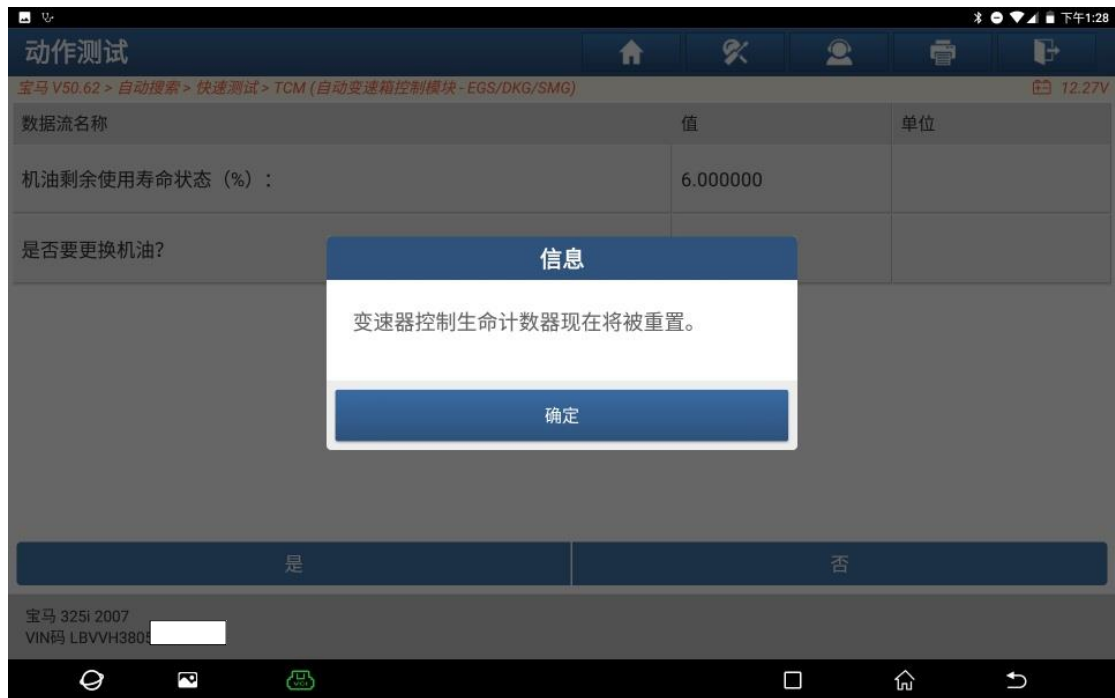 下午1:28
动作测试
宝马 V50.62 > 自动搜索 > 快速测试 > TCM (自动变速箱控制模块 - EGS/DKG/SMG)
12.27V
数据流名称 值 单位
机油剩余使用寿命状态（%）： 6.000000
是否要更换机油？
信息
变速器控制生命计数器现在将被重置。
确定
是 否
宝马 325i 2007
VIN码 LBVVH3805
VCI